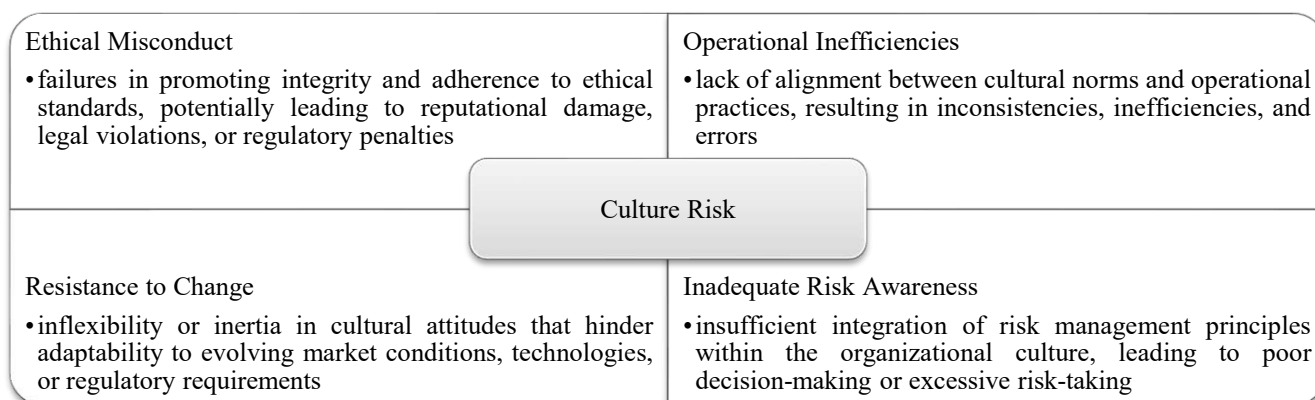 Ethical Misconduct
•failures in promoting integrity and adherence to ethical
standards, potentially leading to reputational damage,
legal violations, or regulatory penalties
Operational Inefficiencies
•lack of alignment between cultural norms and operational
practices, resulting in inconsistencies, inefficiencies, and
errors
Culture Risk
Resistance to Change
•inflexibility or inertia in cultural attitudes that hinder
adaptability to evolving market conditions, technologies,
or regulatory requirements
Inadequate Risk Awareness
•insufficient integration of risk management principles
within the organizational culture, leading to poor
decision-making or excessive risk-taking